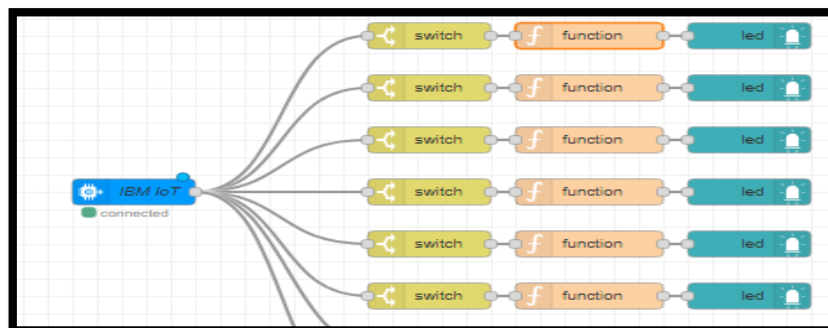 switch function led
switch function led
switch function led
IBM IoT switch function led
connected
switch function led
switch function led